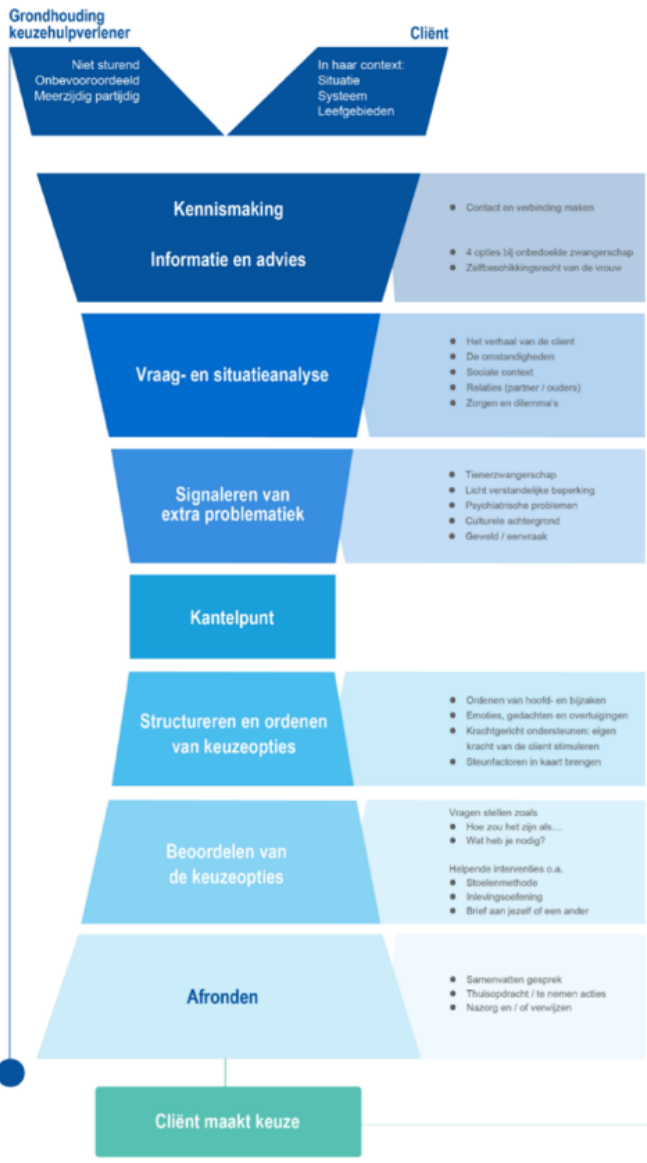 Grondhouding
keuzehulpverlener
Cliënt
Niet sturend
Onbevooroordeeld
Meerzijdig partijdig
In haar context:
Situatie
Systeem
Leefgebieden
Kennismaking
Informatie en advies
● Contact en verbinding maken
● 4 opties bij onbedoelde zwangerschap
● Zelfbeschikkingsrecht van de vrouw
Vraag- en situatieanalyse
● Het verhaal van de client
● De omstandigheden
● Sociale context
● Relaties (partner / ouders)
● Zorgen en dilemma's
Signaleren van
extra problematiek
● Tienerzwangerschap
● Licht verstandelijke beperking
● Psychiatrische problemen
● Culturele achtergrond
● Geweld / eerwraak
Kantelpunt
Structureren en ordenen
van keuzeopties
● Ordenen van hoofd- en bijzaken
● Emoties, gedachten en overtuigingen
● Krachtgericht ondersteunen: eigen
kracht van de client stimuleren
● Steunfactoren in kaart brengen
Beoordelen van
de keuzeopties
Vragen stellen zoals
● Hoe zou het zijn als....
● Wat heb je nodig?
Helpende interventies o.a.
● Stoelenmethode
● Inlevingsoefening
● Brief aan jezelf of een ander
Afronden
● Samenvatten gesprek
● Thuisopdracht / te nemen acties
● Nazorg en / of verwijzen
Cliënt maakt keuze